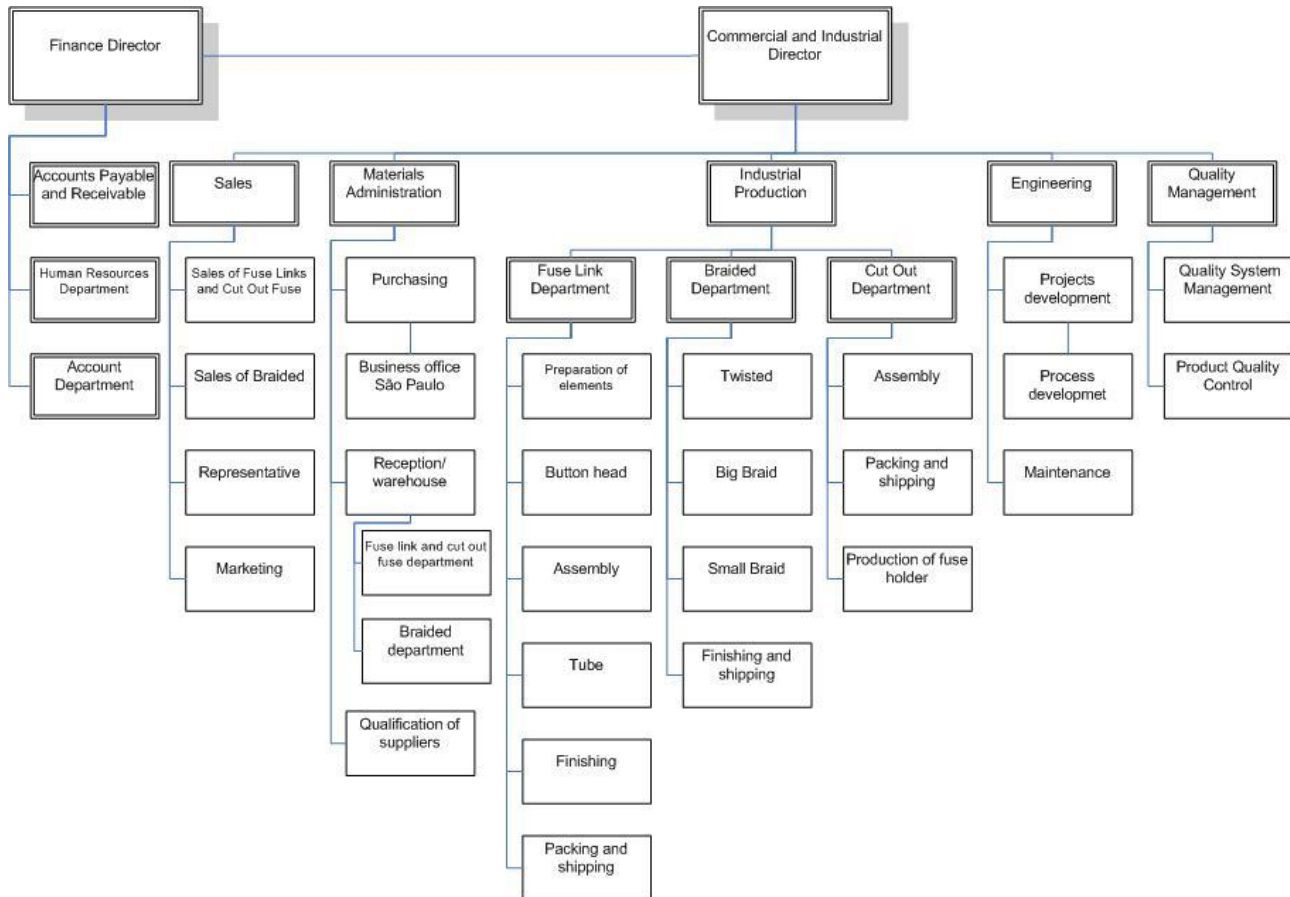 Finance Director
Commercial and Industrial
Director
Accounts Payable
and Receivable
Sales
Materials
Administration
Industrial
Production
Engineering
Quality
Management
Human Resources
Department
Sales of Fuse Links
and Cut Out Fuse
Purchasing
Fuse Link
Department
Braided
Department
Cut Out
Department
Projects
development
Quality System
Management
Account
Department
Sales of Braided
Business office
São Paulo
Preparation of
elements
Twisted
Assembly
Process
developmet
Product Quality
Control
Representative
Reception/
warehouse
Button head
Big Braid
Packing and
shipping
Maintenance
Marketing
Fuse link and cut out
fuse department
Assembly
Small Braid
Production of fuse
holder
Braided
department
Tube
Finishing and
shipping
Qualification of
suppliers
Finishing
Packing and
shipping